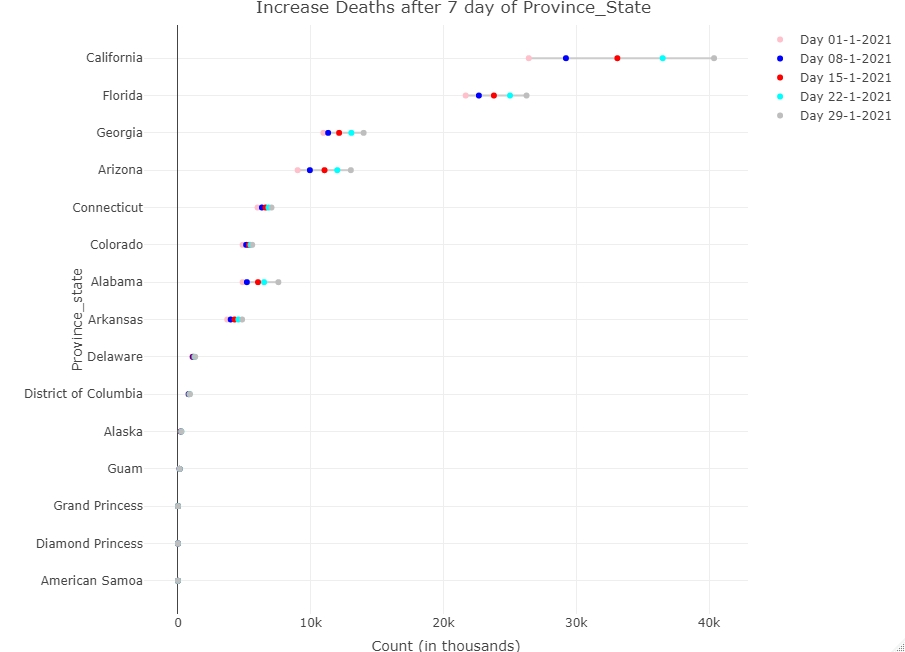 Increase Deaths after 7 day of Province_State
Day 01-1-2021
Day 08-1-2021
Day 15-1-2021
Day 22-1-2021
Day 29-1-2021
Province_state
California
Florida
Georgia
Arizona
Connecticut
Colorado
Alabama
Arkansas
Delaware
District of Columbia
Alaska
Guam
Grand Princess
Diamond Princess
American Samoa
0 10k 20k 30k 40k
Count (in thousands)